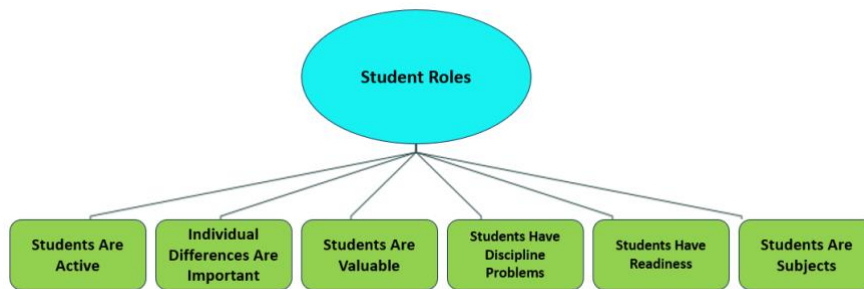 Student Roles
Students Are
Active
Individual
Differences Are
Important
Students Are
Valuable
Students Have
Discipline
Problems
Students Have
Readiness
Students Are
Subjects